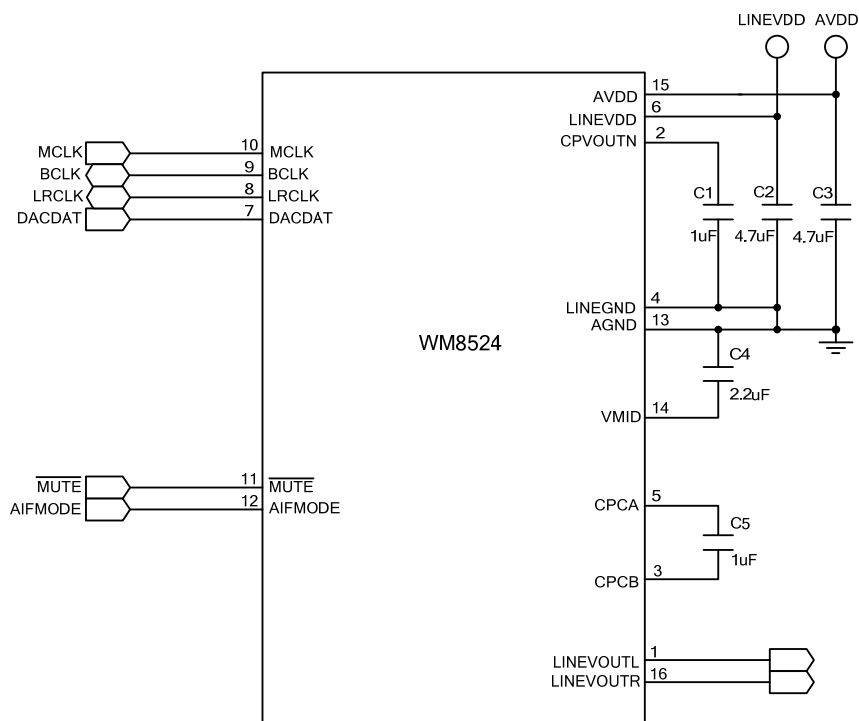 LINEVDD AVDD
15
AVDD
6
LINEVDD
2
CPVOUTN
MCLK 10 MCLK
BCLK 9 BCLK
LRCLK 8 LRCLK
DACDAT 7 DACDAT
C1 C2 C3
1uF 4.7uF 4.7uF
LINEGND 4
AGND 13
WM8524
C4
2.2uF
VMID 14
MUTE 11 MUTE
AIFMODE 12 AIFMODE
CPCA 5
C5
1uF
CPCB 3
LINEVOUTL 1
LINEVOUTR 16